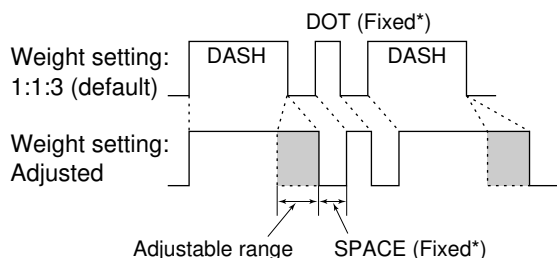 DOT (Fixed*)
Weight setting:
1:1:3 (default)
DASH
DASH
Weight setting:
Adjusted
Adjustable range
SPACE (Fixed*)